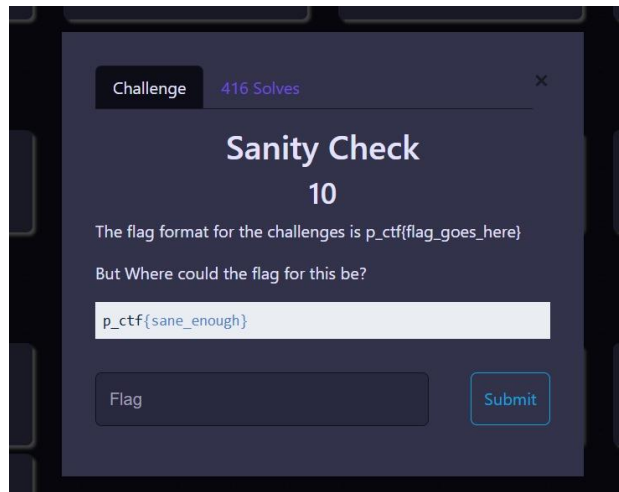 Challenge 416 Solves ×
Sanity Check
10
The flag format for the challenges is p_ctf{flag_goes_here}
But Where could the flag for this be?
p_ctf{sane_enough}
Flag Submit